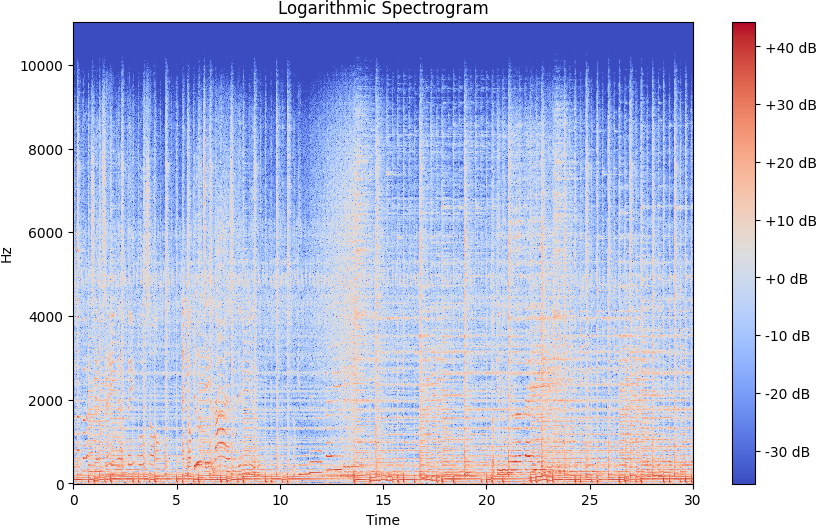 Logarithmic Spectrogram
Hz
10000
8000
6000
4000
2000
0
0 5 10 15 20 25 30
Time
+40 dB
+30 dB
+20 dB
+10 dB
+0 dB
-10 dB
-20 dB
-30 dB